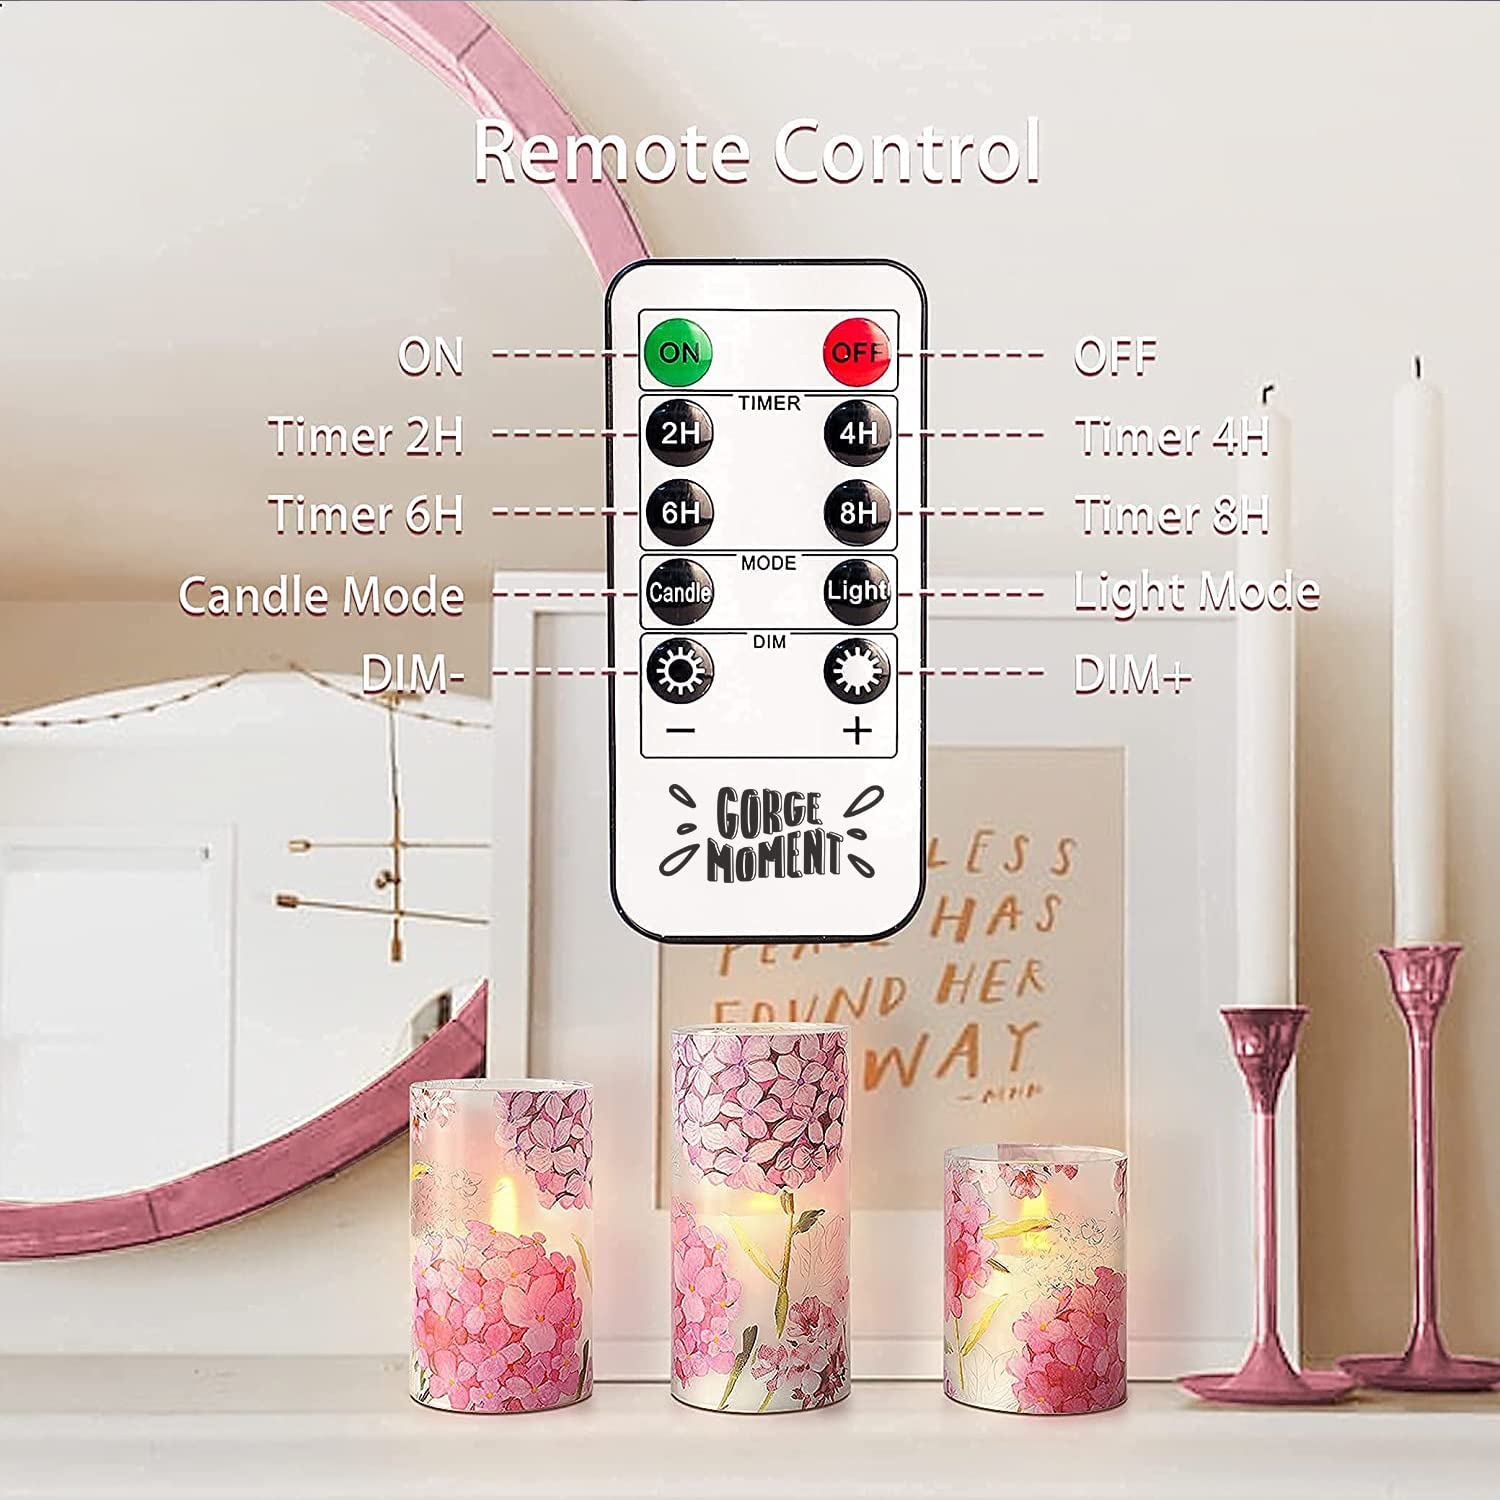 Remote Control
ON
OFF
Timer 2H
Timer 4H
Timer 6H
Timer 8H
Candle Mode
Light Mode
DIM-
DIM+
ON OFF
TIMER
2H 4H
6H 8H
MODE
Candle Light
DIM
− +
GORGE
MOMENT
LESS
HAS
FOUND HER
WAY